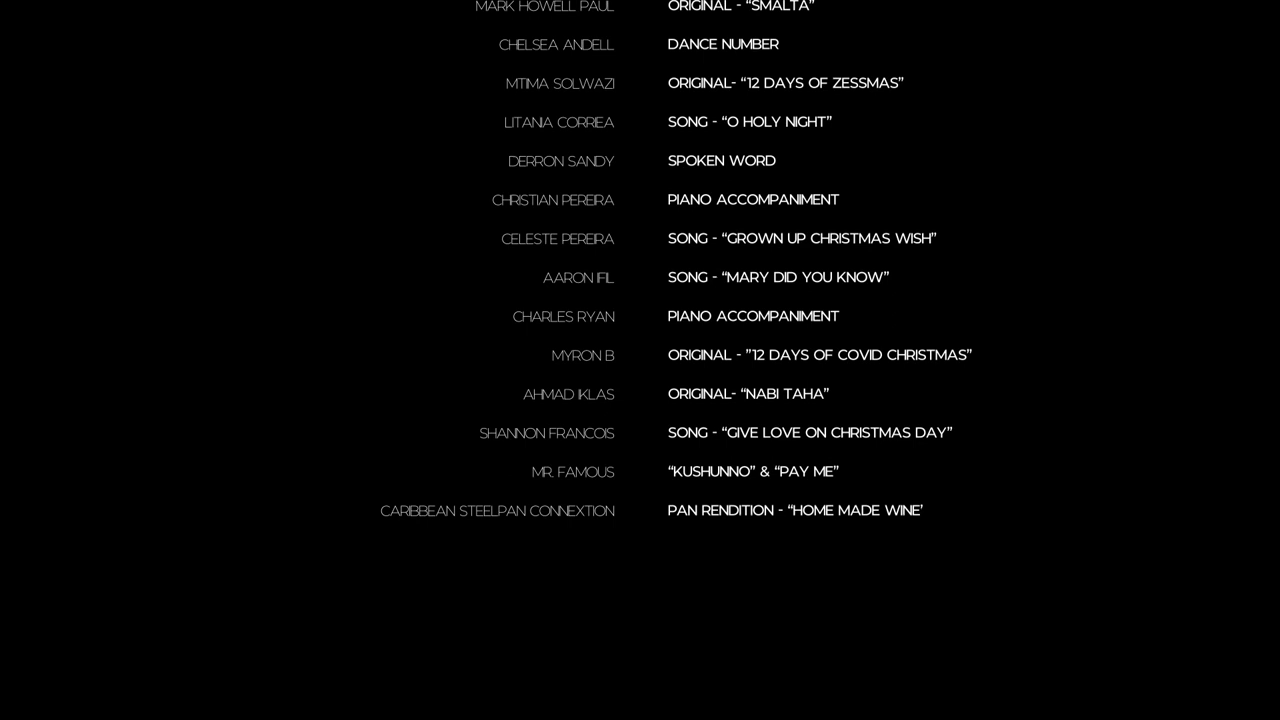 MARK HOWELL PAUL ORIGINAL - “SMALTA”
CHELSEA ANDELL DANCE NUMBER
MTIMA SOLWAZI ORIGINAL- “12 DAYS OF ZESSMAS”
LITANIA CORREA SONG - “O HOLY NIGHT”
DERRON SANDY SPOKEN WORD
CHRISTIAN PEREIRA PIANO ACCOMPANIMENT
CELESTE PEREIRA SONG - “GROWN UP CHRISTMAS WISH”
AARON IFIL SONG - “MARY DID YOU KNOW”
CHARLES RYAN PIANO ACCOMPANIMENT
MYRON B ORIGINAL - ”12 DAYS OF COVID CHRISTMAS”
AHMAD IKLAS ORIGINAL- “NABI TAHA”
SHANNON FRANCOIS SONG - “GIVE LOVE ON CHRISTMAS DAY”
MR. FAMOUS “KUSHUNNO” & “PAY ME”
CARIBBEAN STEELPAN CONNEXTION PAN RENDITION - “HOME MADE WINE’